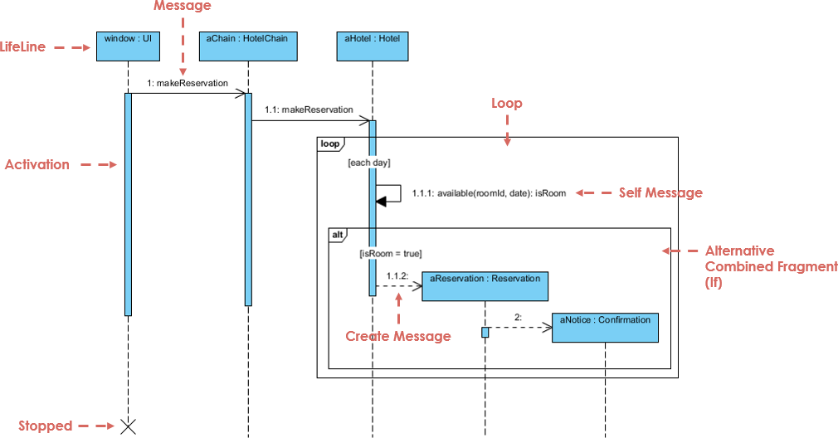 Message
LifeLine
window : UI
aChain : HotelChain
aHotel : Hotel
1: makeReservation
1.1: makeReservation
Loop
loop
[each day]
Activation
1.1.1: available(roomId, date): isRoom
Self Message
alt
[isRoom = true]
Alternative
Combined Fragment
(If)
1.1.2:
aReservation : Reservation
Create Message
2:
aNotice : Confirmation
Stopped